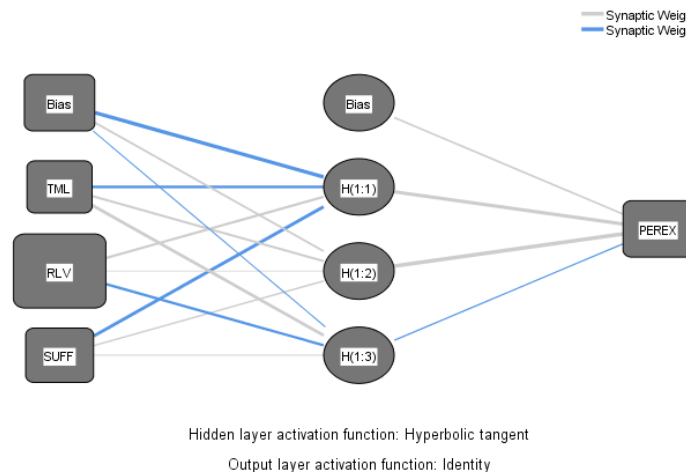 Synaptic Weig
Synaptic Weig
Bias
Bias
TML
H(1:1)
PEREX
RLV
H(1:2)
SUFF
H(1:3)
Hidden layer activation function: Hyperbolic tangent
Output layer activation function: Identity